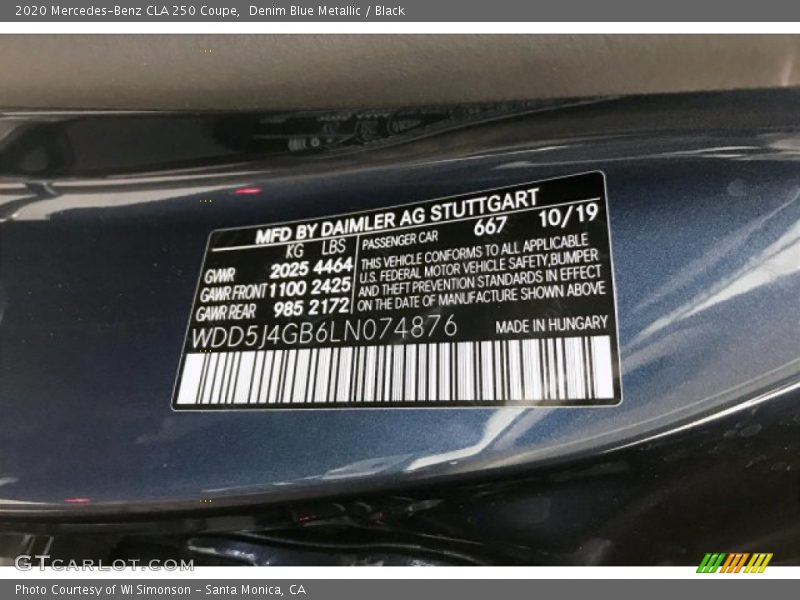 2020 Mercedes-Benz CLA 250 Coupe,  Denim Blue Metallic / Black
MFD BY DAIMLER AG STUTTGART
KG LBS PASSENGER CAR 667 10/19
GVWR 2025 4464 THIS VEHICLE CONFORMS TO ALL APPLICABLE
GAWR FRONT 1100 2425 U.S. FEDERAL MOTOR VEHICLE SAFETY,BUMPER
GAWR REAR 985 2172 AND THEFT PREVENTION STANDARDS IN EFFECT
ON THE DATE OF MANUFACTURE SHOWN ABOVE
WDD5J4GB6LN074876 MADE IN HUNGARY
GTCARLOT.COM
Photo Courtesy of WI Simonson - Santa Monica, CA